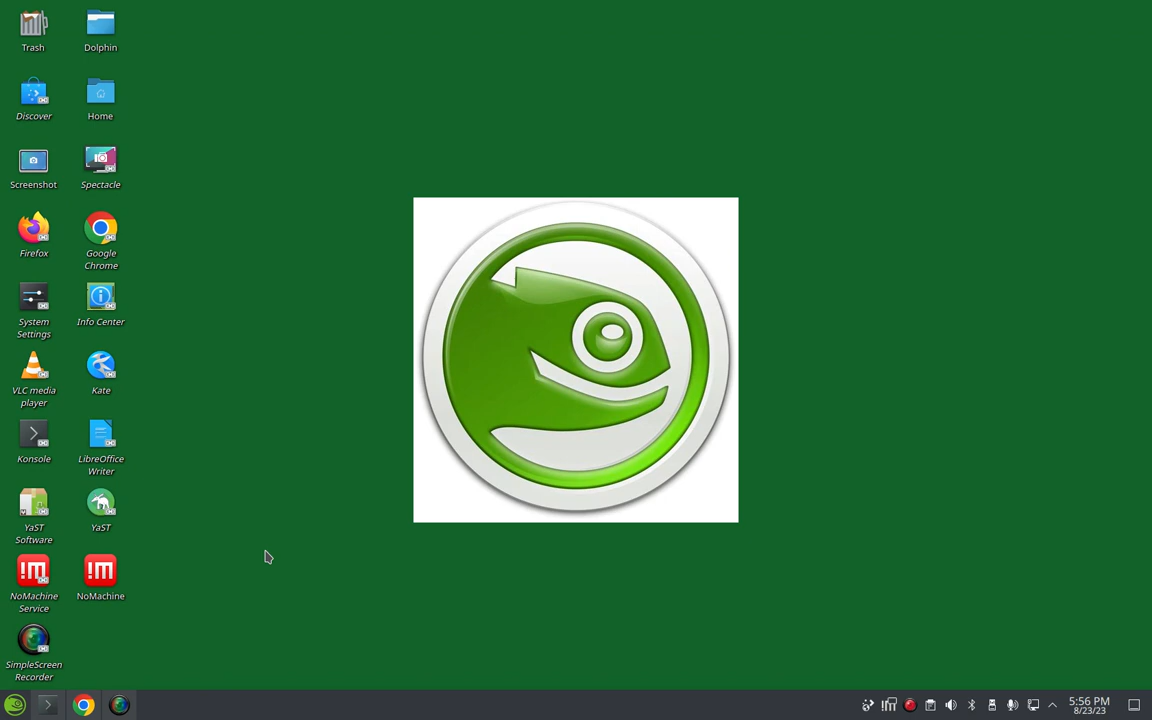 Trash
Dolphin
Discover
Home
Screenshot
Spectacle
Firefox
Google
Chrome
System
Settings
Info Center
VLC media
player
Kate
Konsole
LibreOffice
Writer
YaST
Software
YaST
!M
NoMachine
Service
!M
NoMachine
SimpleScreen
Recorder
!M
5:56 PM
8/23/23